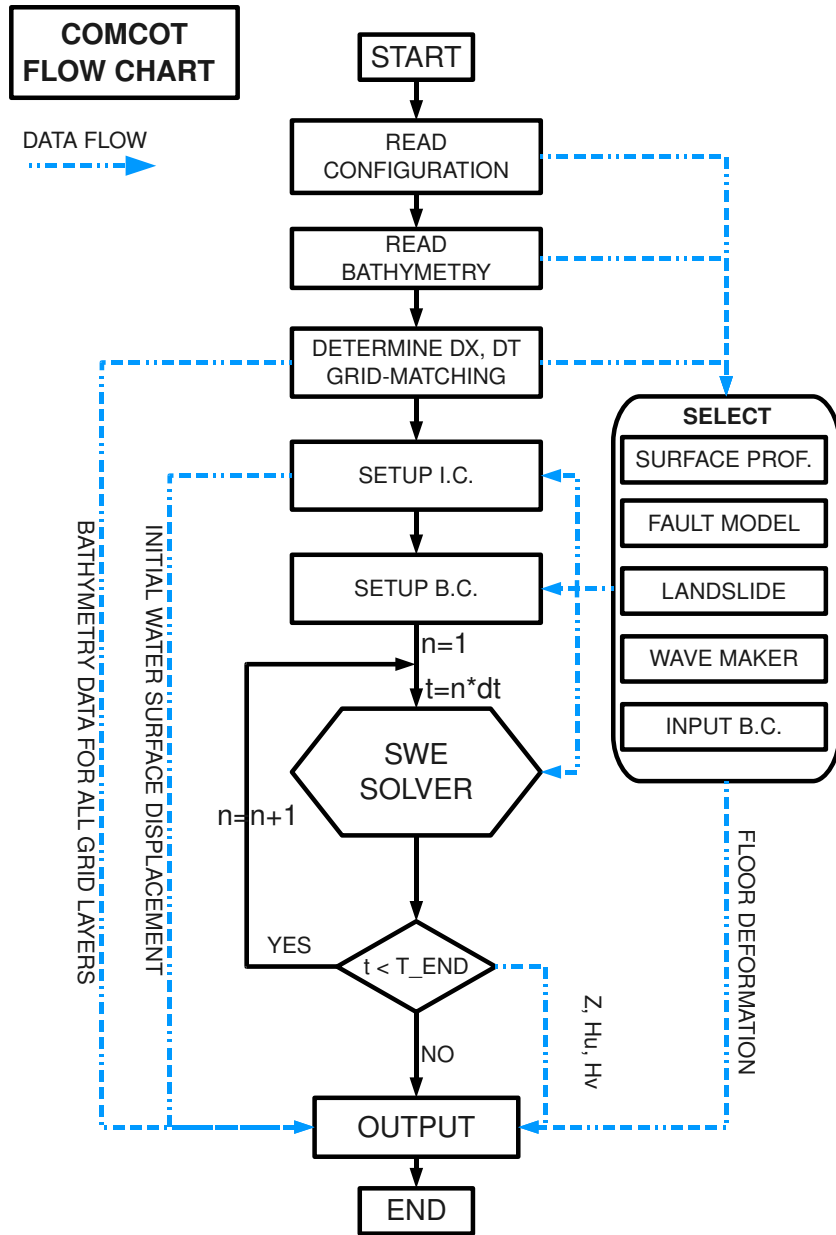 COMCOT
FLOW CHART
DATA FLOW
START
READ
CONFIGURATION
READ
BATHYMETRY
DETERMINE DX, DT
GRID-MATCHING
SETUP I.C.
SETUP B.C.
n=1
t=n*dt
SWE
SOLVER
n=n+1
YES
t < T_END
NO
OUTPUT
END
SELECT
SURFACE PROF.
FAULT MODEL
LANDSLIDE
WAVE MAKER
INPUT B.C.
BATHYMETRY DATA FOR ALL GRID LAYERS
INITIAL WATER SURFACE DISPLACEMENT
Z, Hu, Hv
FLOOR DEFORMATION